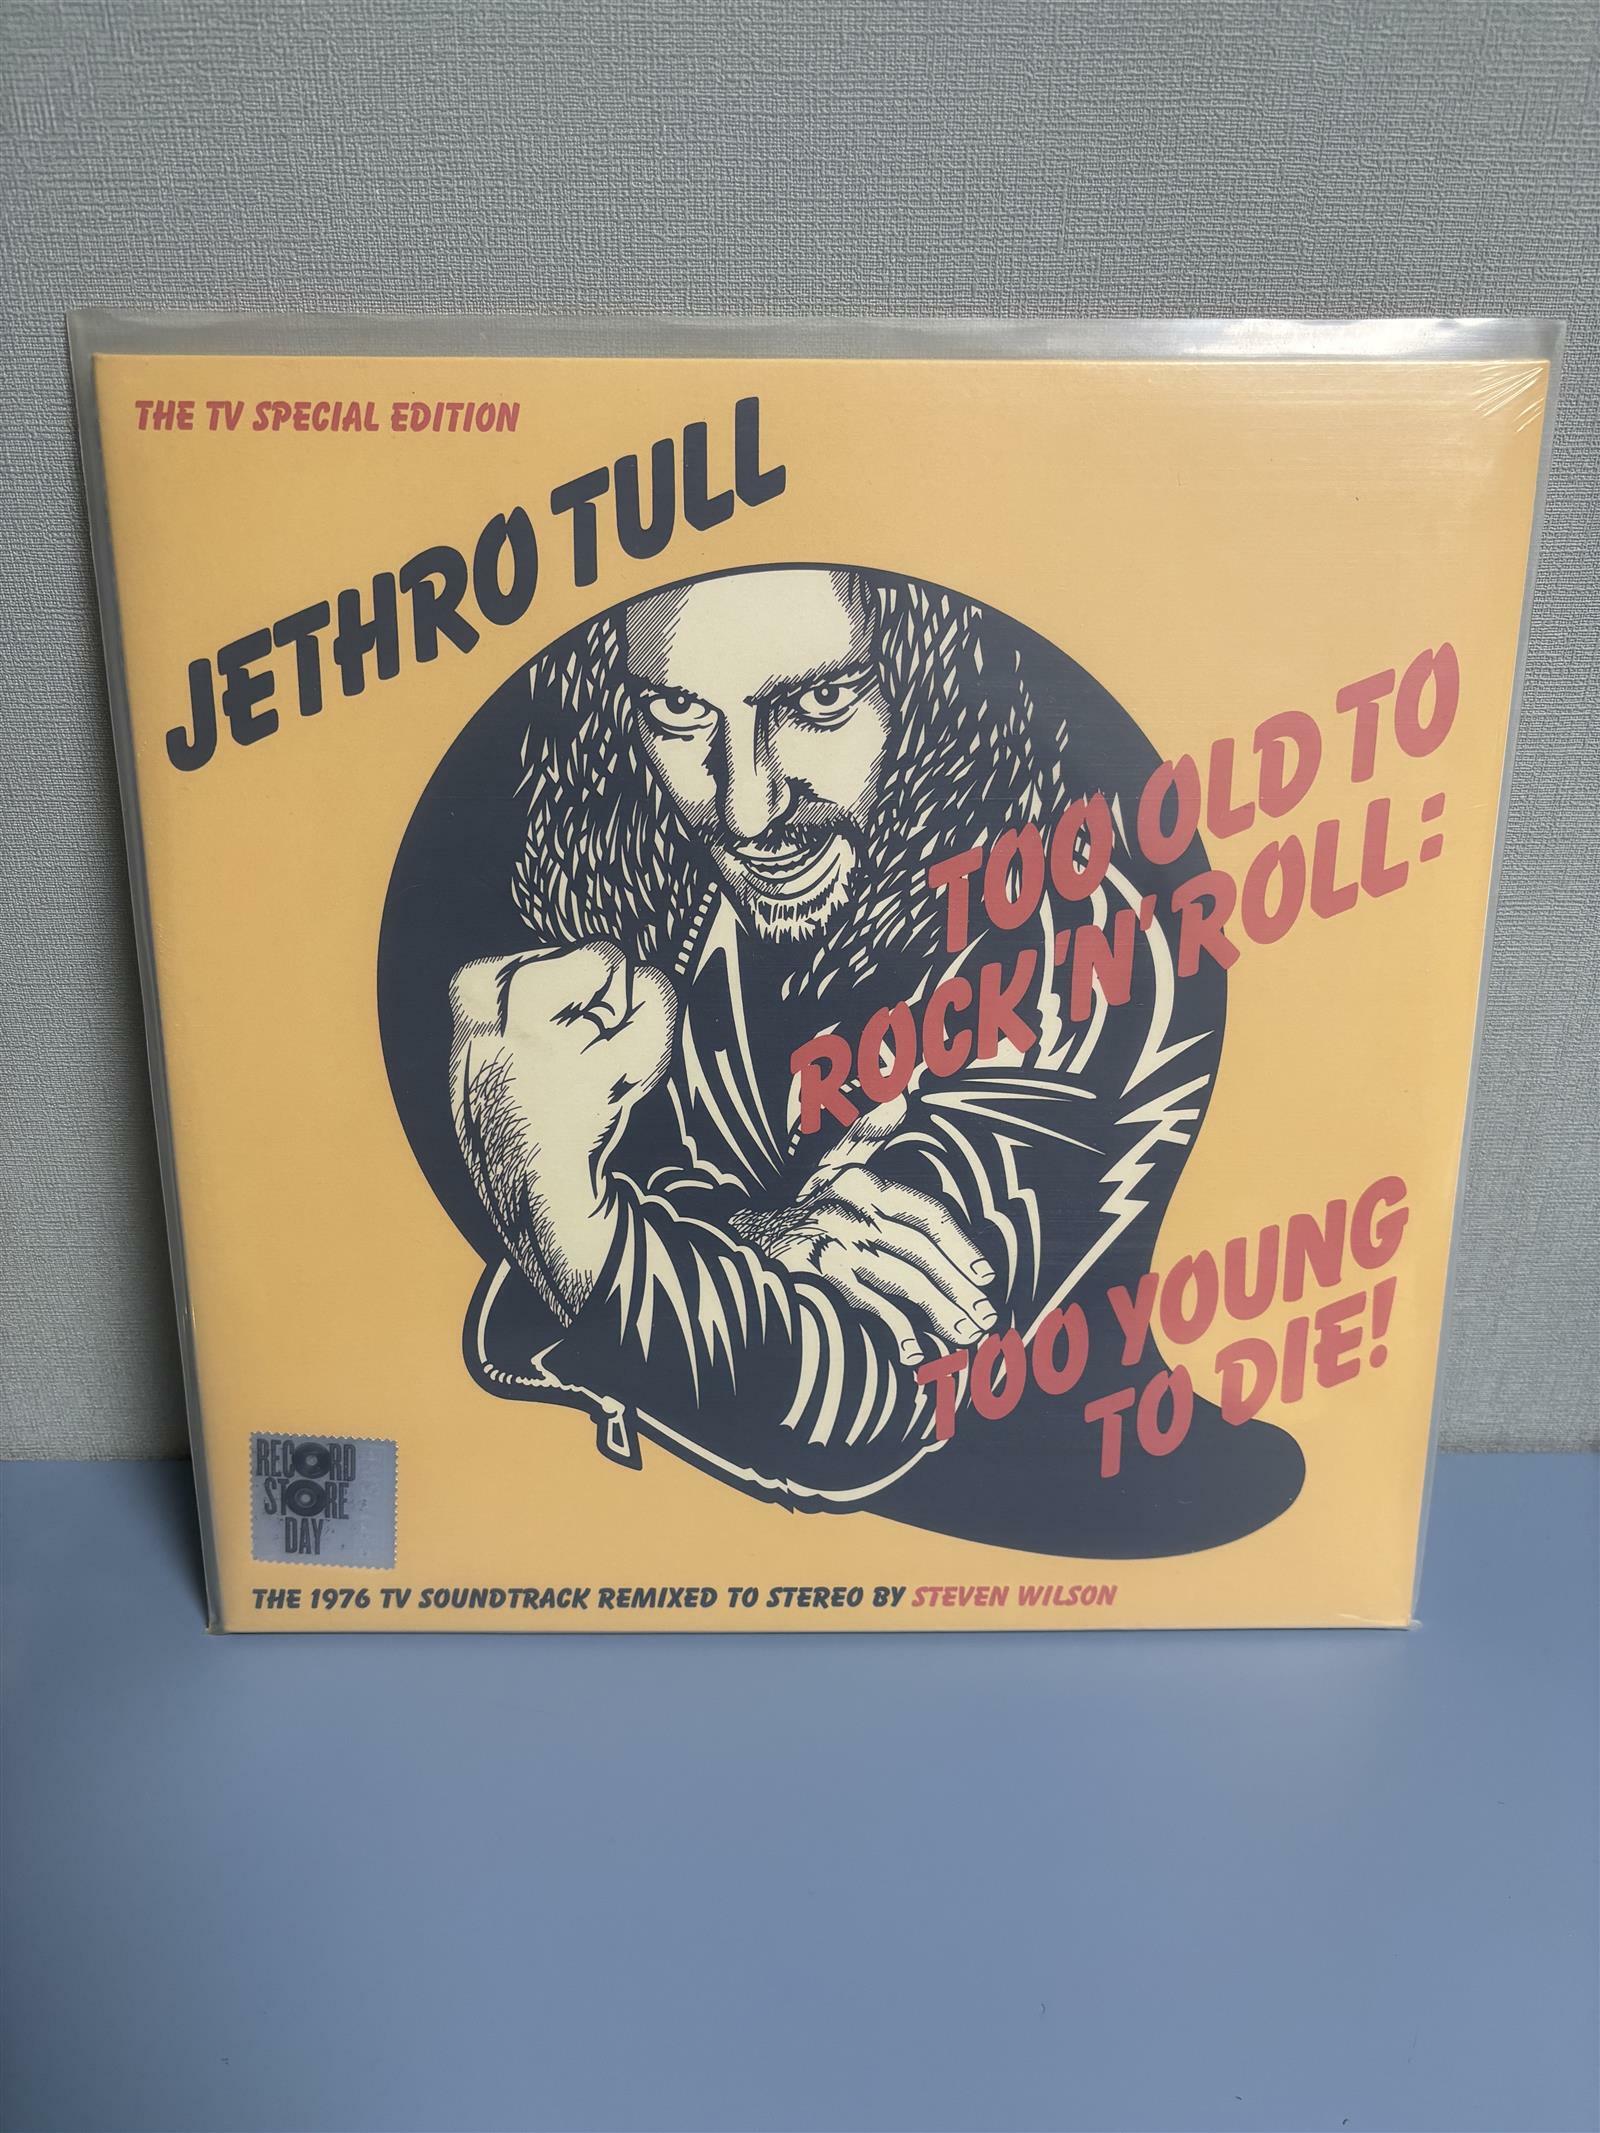 THE TV SPECIAL EDITION
JETHRO TULL
TOO OLD TO
ROCK 'N' ROLL:
TOO YOUNG
TO DIE!
RECORD
STORE
DAY
THE 1976 TV SOUNDTRACK REMIXED TO STEREO BY STEVEN WILSON